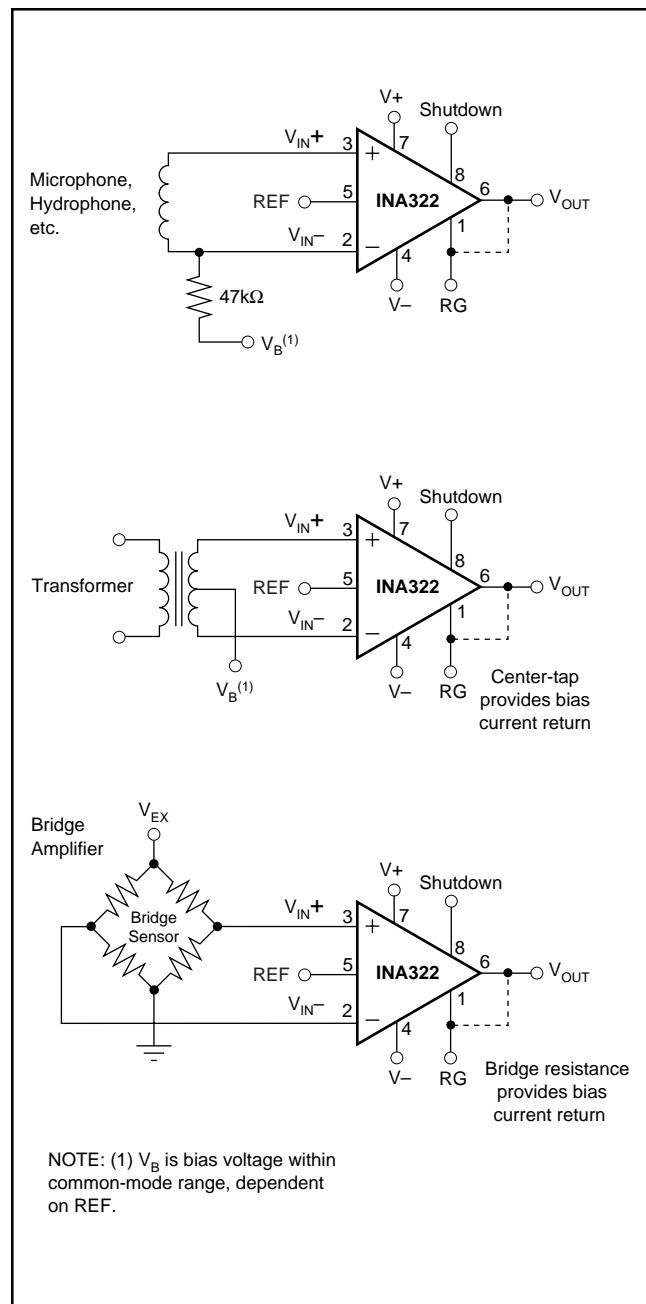 V+
Shutdown
V_IN+
3
7
8
Microphone,
Hydrophone,
etc.
REF
5
+
INA322
6
V_OUT
V_IN−
2
−
1
4
47kΩ
V−
RG
V_B(1)
V+
Shutdown
V_IN+
3
7
8
Transformer
REF
5
+
INA322
6
V_OUT
V_IN−
2
−
1
4
V_B(1)
V−
RG
Center-tap
provides bias
current return
V_EX
Bridge
Amplifier
Bridge
Sensor
V+
Shutdown
V_IN+
3
7
8
REF
5
+
INA322
6
V_OUT
V_IN−
2
−
1
4
V−
RG
Bridge resistance
provides bias
current return
NOTE: (1) V_B is bias voltage within
common-mode range, dependent
on REF.